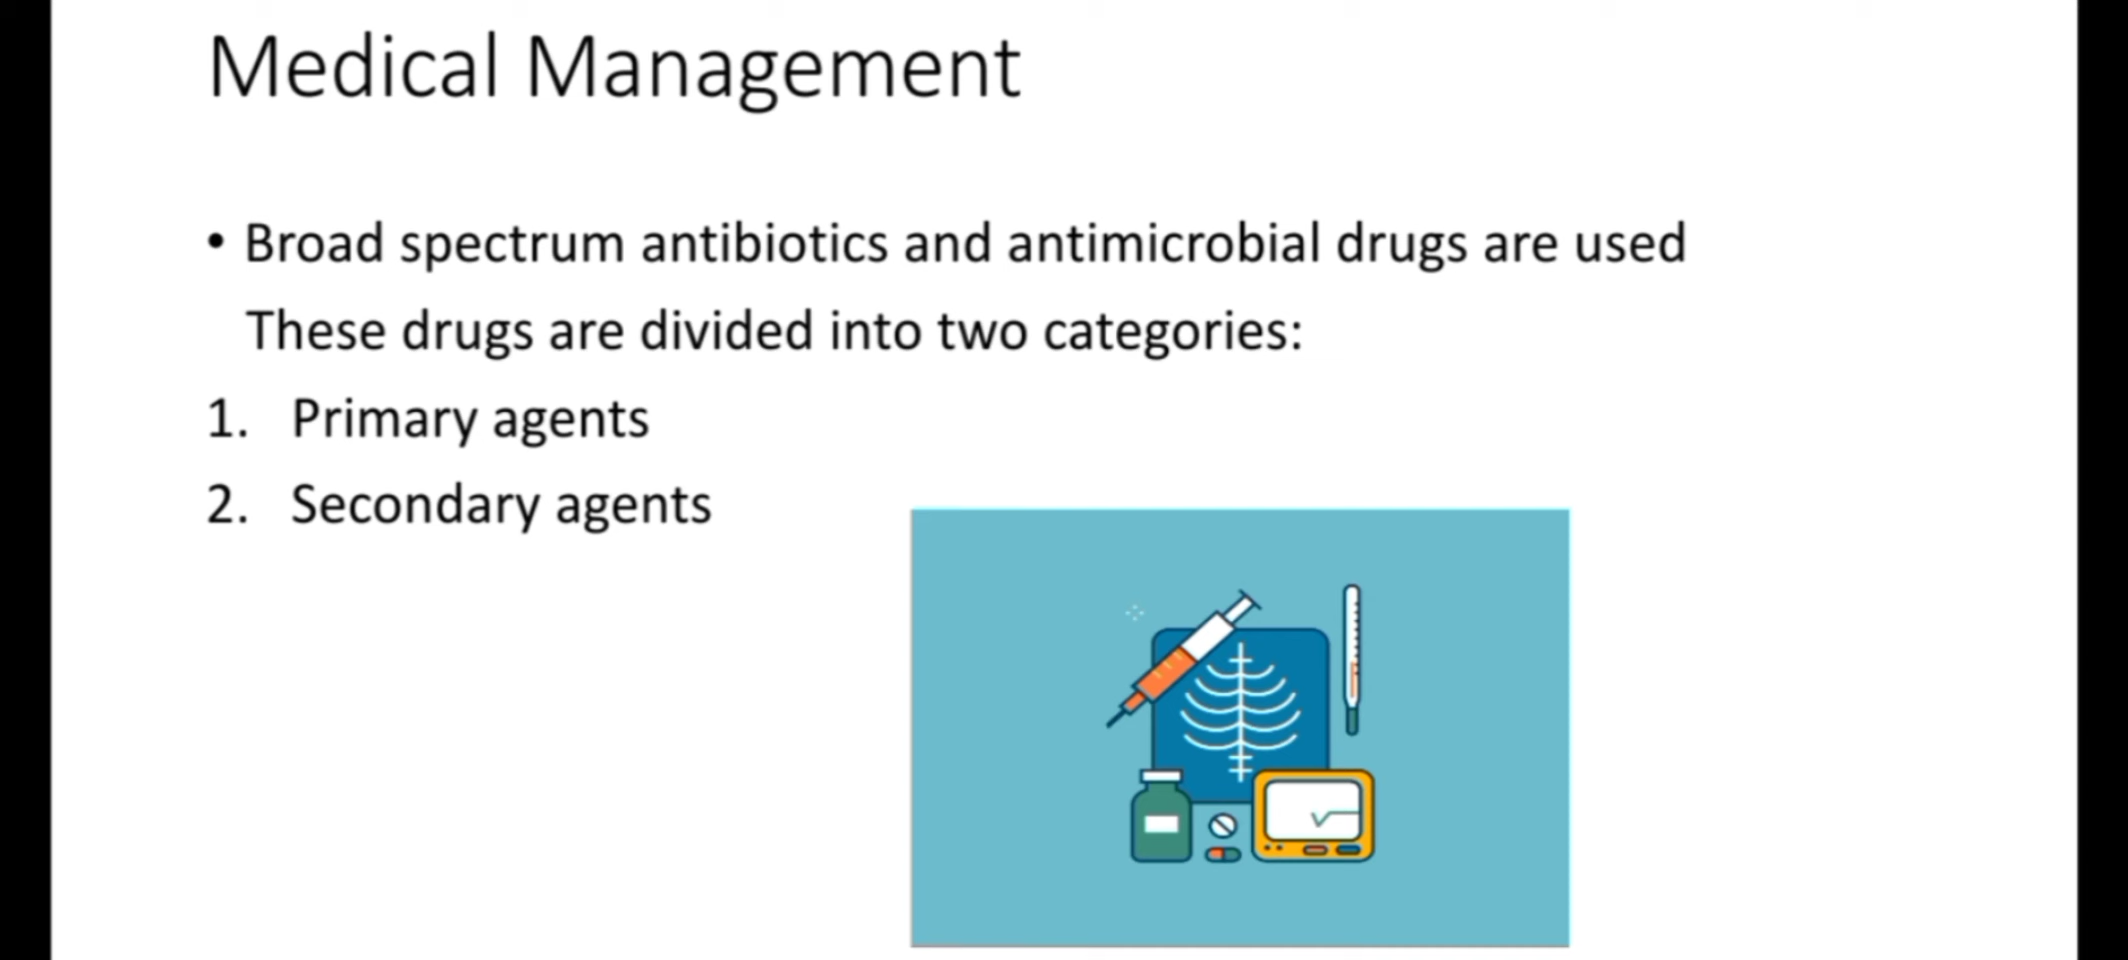 Medical Management
• Broad spectrum antibiotics and antimicrobial drugs are used
These drugs are divided into two categories:
1. Primary agents
2. Secondary agents